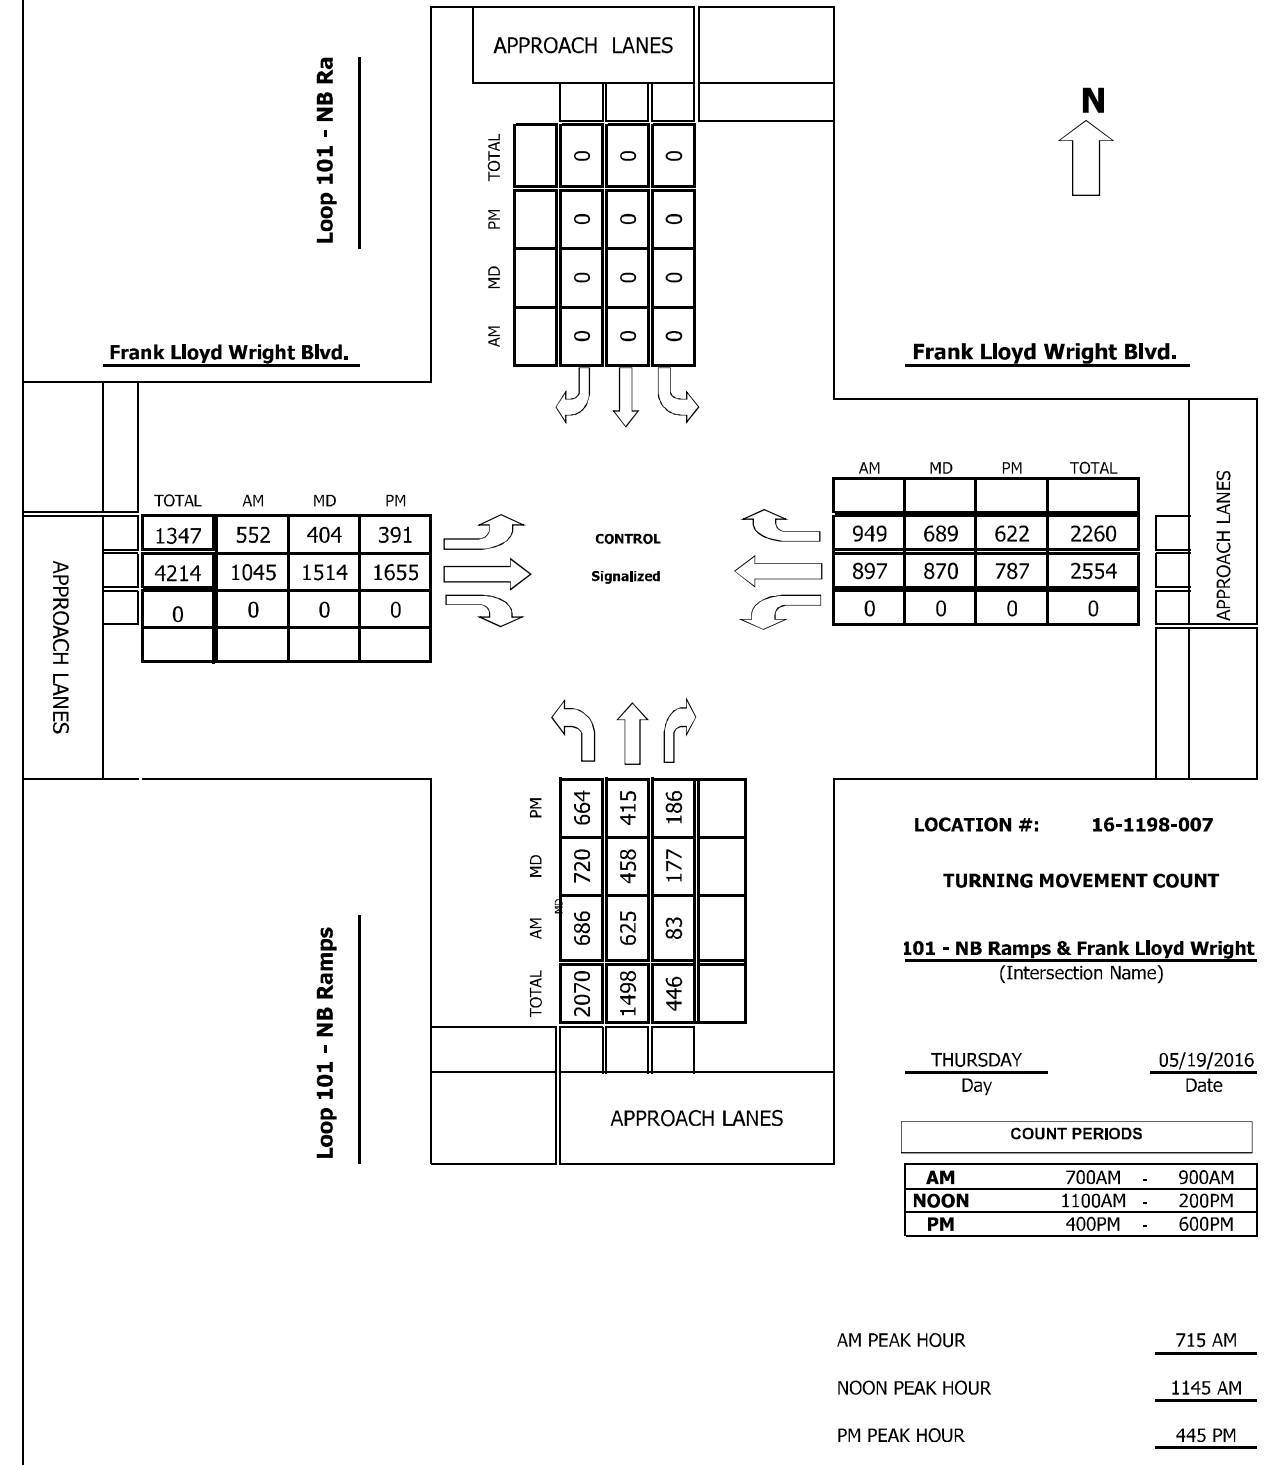 APPROACH LANES
Loop 101 - NB Ra
N
TOTAL 0 0 0
PM 0 0 0
MD 0 0 0
AM 0 0 0
Frank Lloyd Wright Blvd.
Frank Lloyd Wright Blvd.
AM MD PM TOTAL
949 689 622 2260
897 870 787 2554
0 0 0 0
APPROACH LANES
TOTAL AM MD PM
1347 552 404 391
4214 1045 1514 1655
0 0 0 0
APPROACH LANES
CONTROL
Signalized
PM 664 415 186
MD 720 458 177
AM MD 686 625 83
TOTAL 2070 1498 446
APPROACH LANES
Loop 101 - NB Ramps
LOCATION #: 16-1198-007
TURNING MOVEMENT COUNT
101 - NB Ramps & Frank Lloyd Wright
(Intersection Name)
THURSDAY 05/19/2016
Day Date
COUNT PERIODS
AM 700AM - 900AM
NOON 1100AM - 200PM
PM 400PM - 600PM
AM PEAK HOUR 715 AM
NOON PEAK HOUR 1145 AM
PM PEAK HOUR 445 PM